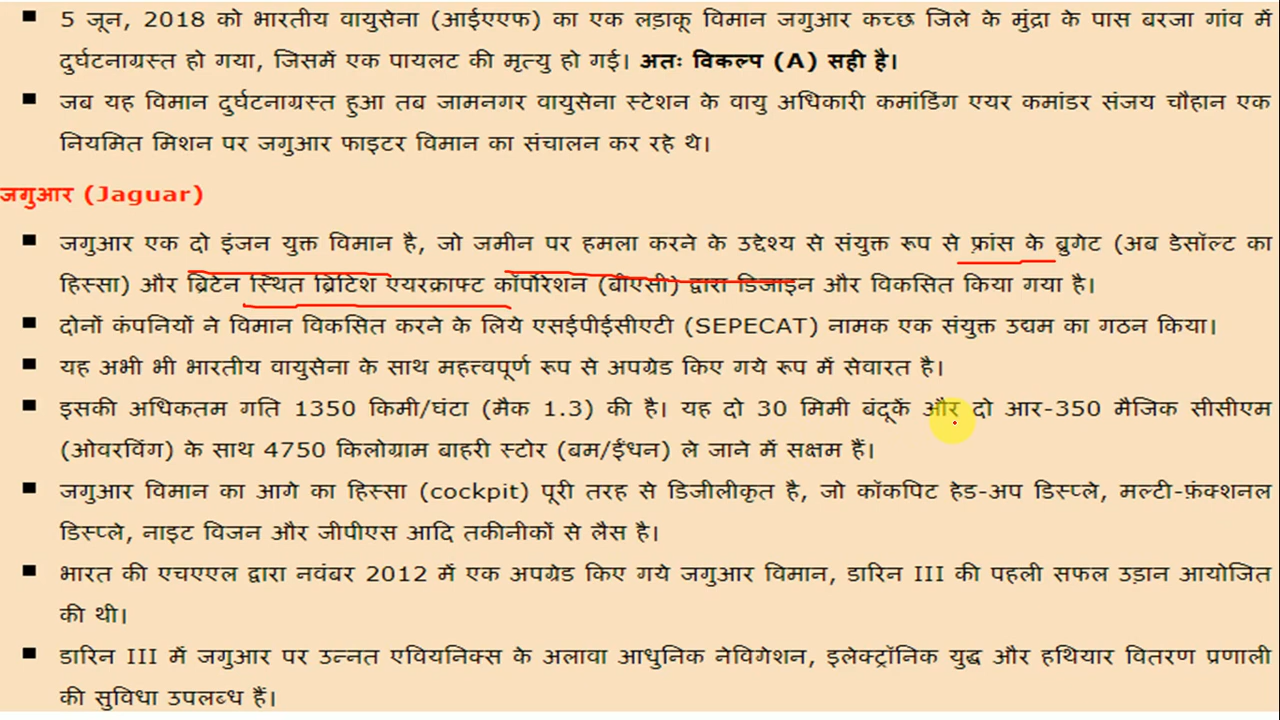 ▪ 5 जून, 2018 को भारतीय वायुसेना (आईएएफ) का एक लड़ाकू विमान जगुआर कच्छ जिले के मुंद्रा के पास बरजा गांव में
दुर्घटनाग्रस्त हो गया, जिसमें एक पायलट की मृत्यु हो गई। अतः विकल्प (A) सही है।
▪ जब यह विमान दुर्घटनाग्रस्त हुआ तब जामनगर वायुसेना स्टेशन के वायु अधिकारी कमांडिंग एयर कमांडर संजय चौहान एक
नियमित मिशन पर जगुआर फाइटर विमान का संचालन कर रहे थे।
जगुआर (Jaguar)
▪ जगुआर एक दो इंजन युक्त विमान है, जो जमीन पर हमला करने के उद्देश्य से संयुक्त रूप से फ़्रांस के ब्रुगेट (अब डेसॉल्ट का
हिस्सा) और ब्रिटेन स्थित ब्रिटिश एयरक्राफ्ट कॉर्पोरेशन (बीएसी) द्वारा डिजाइन और विकसित किया गया है।
▪ दोनों कंपनियों ने विमान विकसित करने के लिये एसईपीईसीएटी (SEPECAT) नामक एक संयुक्त उद्यम का गठन किया।
▪ यह अभी भी भारतीय वायुसेना के साथ महत्त्वपूर्ण रूप से अपग्रेड किए गये रूप में सेवारत है।
▪ इसकी अधिकतम गति 1350 किमी/घंटा (मैक 1.3) की है। यह दो 30 मिमी बंदूकें और दो आर-350 मैजिक सीसीएम
(ओवरविंग) के साथ 4750 किलोग्राम बाहरी स्टोर (बम/ईंधन) ले जाने में सक्षम हैं।
▪ जगुआर विमान का आगे का हिस्सा (cockpit) पूरी तरह से डिजीलीकृत है, जो कॉकपिट हेड-अप डिस्प्ले, मल्टी-फ़ंक्शनल
डिस्प्ले, नाइट विजन और जीपीएस आदि तकीनीकों से लैस है।
▪ भारत की एचएएल द्वारा नवंबर 2012 में एक अपग्रेड किए गये जगुआर विमान, डारिन III की पहली सफल उड़ान आयोजित
की थी।
▪ डारिन III में जगुआर पर उन्नत एवियनिक्स के अलावा आधुनिक नेविगेशन, इलेक्ट्रॉनिक युद्ध और हथियार वितरण प्रणाली
की सुविधा उपलब्ध हैं।